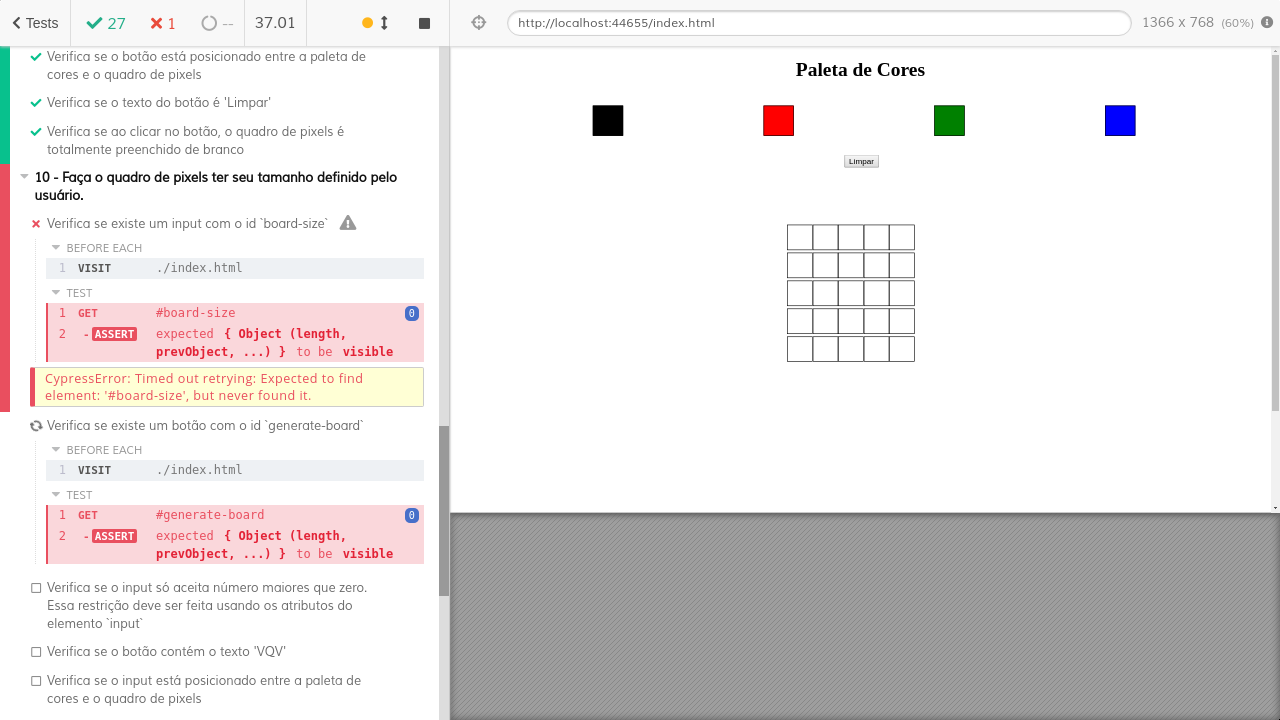 Tests
27
1
--
37.01
http://localhost:44655/index.html
1366 x 768 (60%)
Verifica se o botão está posicionado entre a paleta de
cores e o quadro de pixels
Verifica se o texto do botão é 'Limpar'
Verifica se ao clicar no botão, o quadro de pixels é
totalmente preenchido de branco
10 - Faça o quadro de pixels ter seu tamanho definido pelo
usuário.
Verifica se existe um input com o id `board-size`
BEFORE EACH
1 VISIT ./index.html
TEST
1 GET #board-size 0
2 -ASSERT expected { Object (length,
prevObject, ...) } to be visible
CypressError: Timed out retrying: Expected to find
element: '#board-size', but never found it.
Verifica se existe um botão com o id `generate-board`
BEFORE EACH
1 VISIT ./index.html
TEST
1 GET #generate-board 0
2 -ASSERT expected { Object (length,
prevObject, ...) } to be visible
Verifica se o input só aceita número maiores que zero.
Essa restrição deve ser feita usando os atributos do
elemento `input`
Verifica se o botão contém o texto 'VQV'
Verifica se o input está posicionado entre a paleta de
cores e o quadro de pixels
Paleta de Cores
Limpar